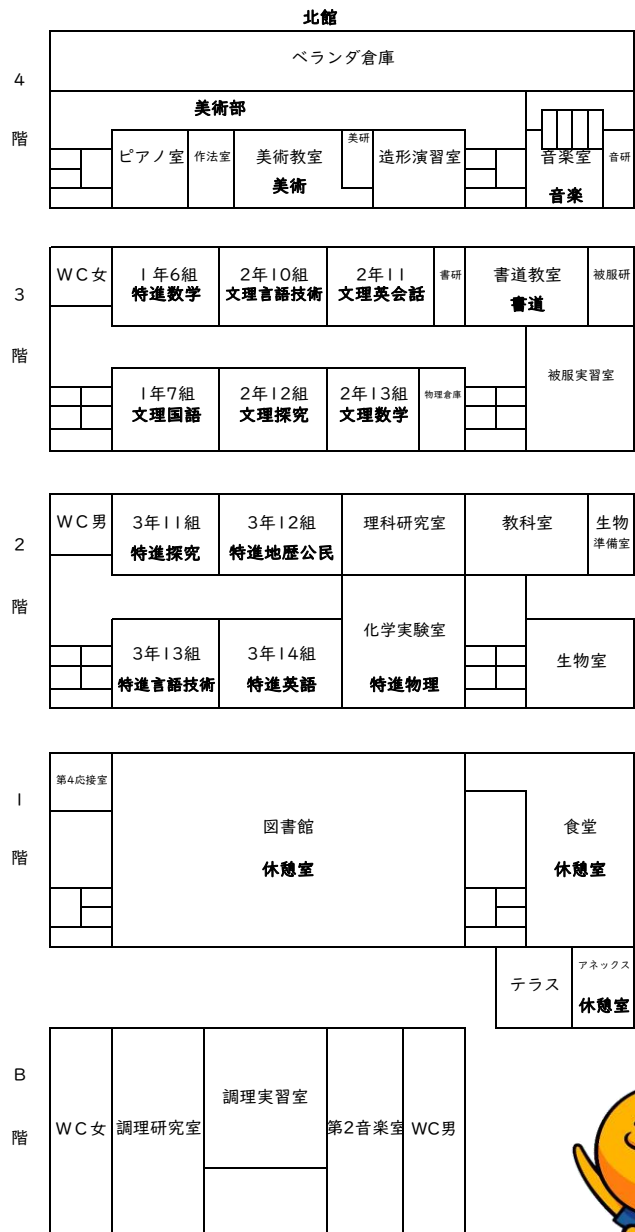 北館
4
階
ベランダ倉庫
美術部
ピアノ室
作法室
美術教室
美術
美研
造形演習室
音楽室
音楽
音研
3
階
WC女
1年6組
特進数学
2年10組
文理言語技術
2年11
文理英会話
書研
書道教室
書道
被服研
1年7組
文理国語
2年12組
文理探究
2年13組
文理数学
物理倉庫
被服実習室
2
階
WC男
3年11組
特進探究
3年12組
特進地歴公民
理科研究室
教科室
生物
準備室
3年13組
特進言語技術
3年14組
特進英語
化学実験室
特進物理
生物室
1
階
第4応接室
図書館
休憩室
食堂
休憩室
テラス
アネックス
休憩室
B
階
WC女
調理研究室
調理実習室
第2音楽室
WC男